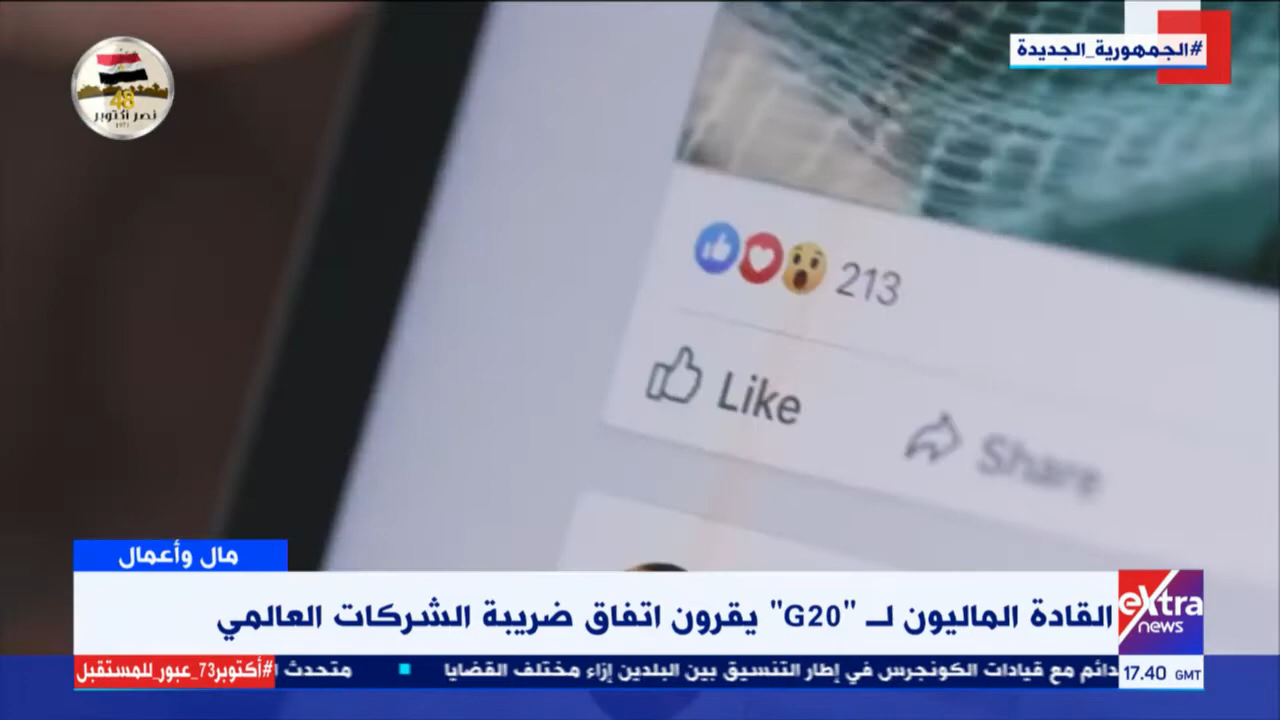 #الجمهورية_الجديدة
48
نصر أكتوبر
213
Like
Share
مال وأعمال
القادة الماليون لـ "G20" يقرون اتفاق ضريبة الشركات العالمي
extra
news
دائم مع قيادات الكونجرس في إطار التنسيق بين البلدين إزاء مختلف القضايا
متحدث
#أكتوبر73_عبور_للمستقبل
17.40 GMT